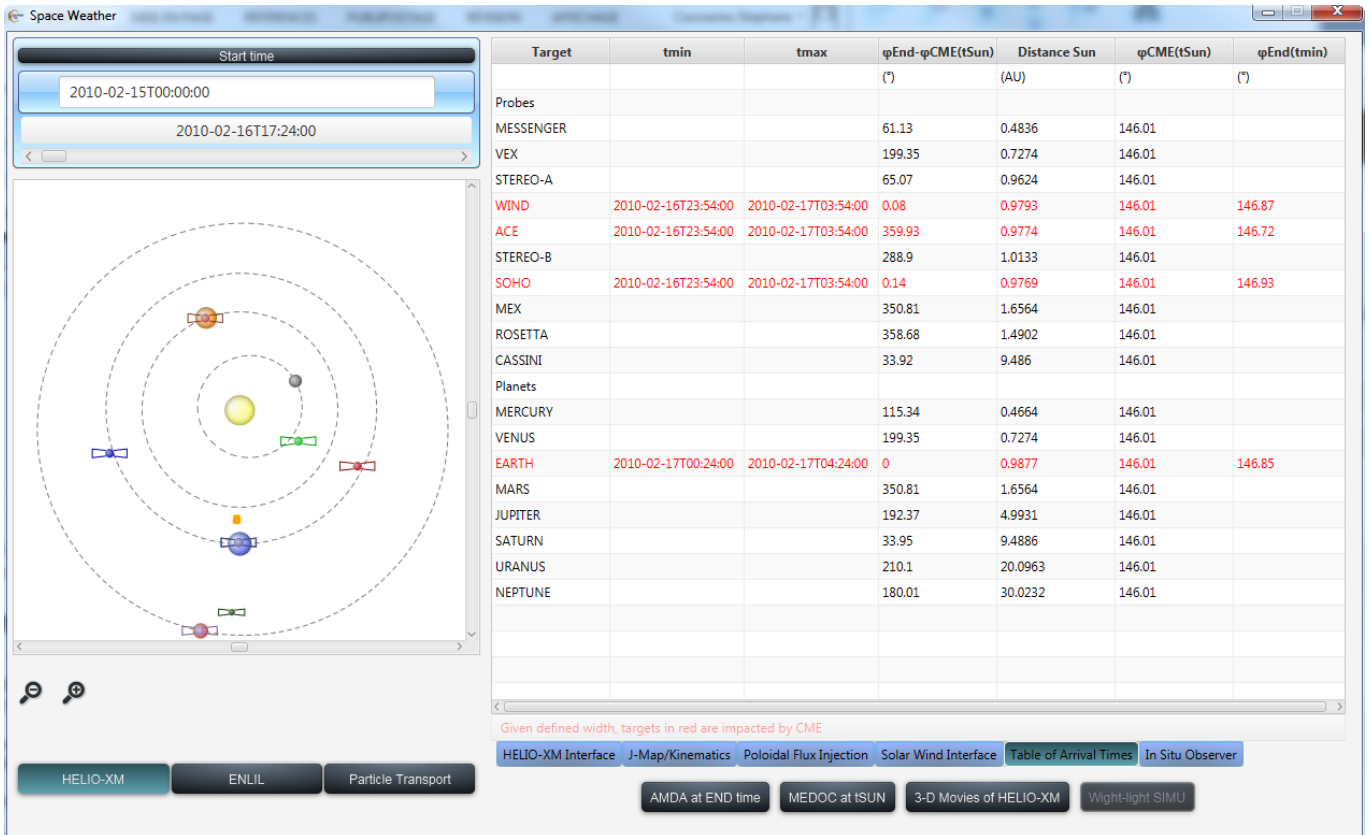 Space Weather
Start time
2010-02-15T00:00:00
2010-02-16T17:24:00
Target tmin tmax φEnd-φCME(tSun) Distance Sun φCME(tSun) φEnd(tmin)
(°) (AU) (°) (°)
Probes
MESSENGER 61.13 0.4836 146.01
VEX 199.35 0.7274 146.01
STEREO-A 65.07 0.9624 146.01
WIND 2010-02-16T23:54:00 2010-02-17T03:54:00 0.08 0.9793 146.01 146.87
ACE 2010-02-16T23:54:00 2010-02-17T03:54:00 359.93 0.9774 146.01 146.72
STEREO-B 288.9 1.0133 146.01
SOHO 2010-02-16T23:54:00 2010-02-17T03:54:00 0.14 0.9769 146.01 146.93
MEX 350.81 1.6564 146.01
ROSETTA 358.68 1.4902 146.01
CASSINI 33.92 9.486 146.01
Planets
MERCURY 115.34 0.4664 146.01
VENUS 199.35 0.7274 146.01
EARTH 2010-02-17T00:24:00 2010-02-17T04:24:00 0 0.9877 146.01 146.85
MARS 350.81 1.6564 146.01
JUPITER 192.37 4.9931 146.01
SATURN 33.95 9.4886 146.01
URANUS 210.1 20.0963 146.01
NEPTUNE 180.01 30.0232 146.01
Given defined width, targets in red are impacted by CME
HELIO-XM Interface J-Map/Kinematics Poloidal Flux Injection Solar Wind Interface Table of Arrival Times In Situ Observer
HELIO-XM ENLIL Particle Transport
AMDA at END time MEDOC at tSUN 3-D Movies of HELIO-XM Wight-light SIMU